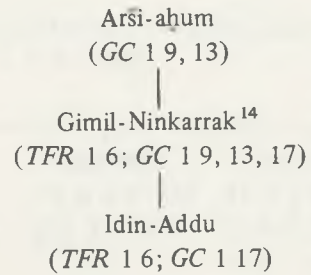 Arsi-ahum
(GC 1 9, 13)
Gimil-Ninkarrak¹⁴
(TFR 1 6; GC 1 9, 13, 17)
Idin-Addu
(TFR 1 6; GC 1 17)